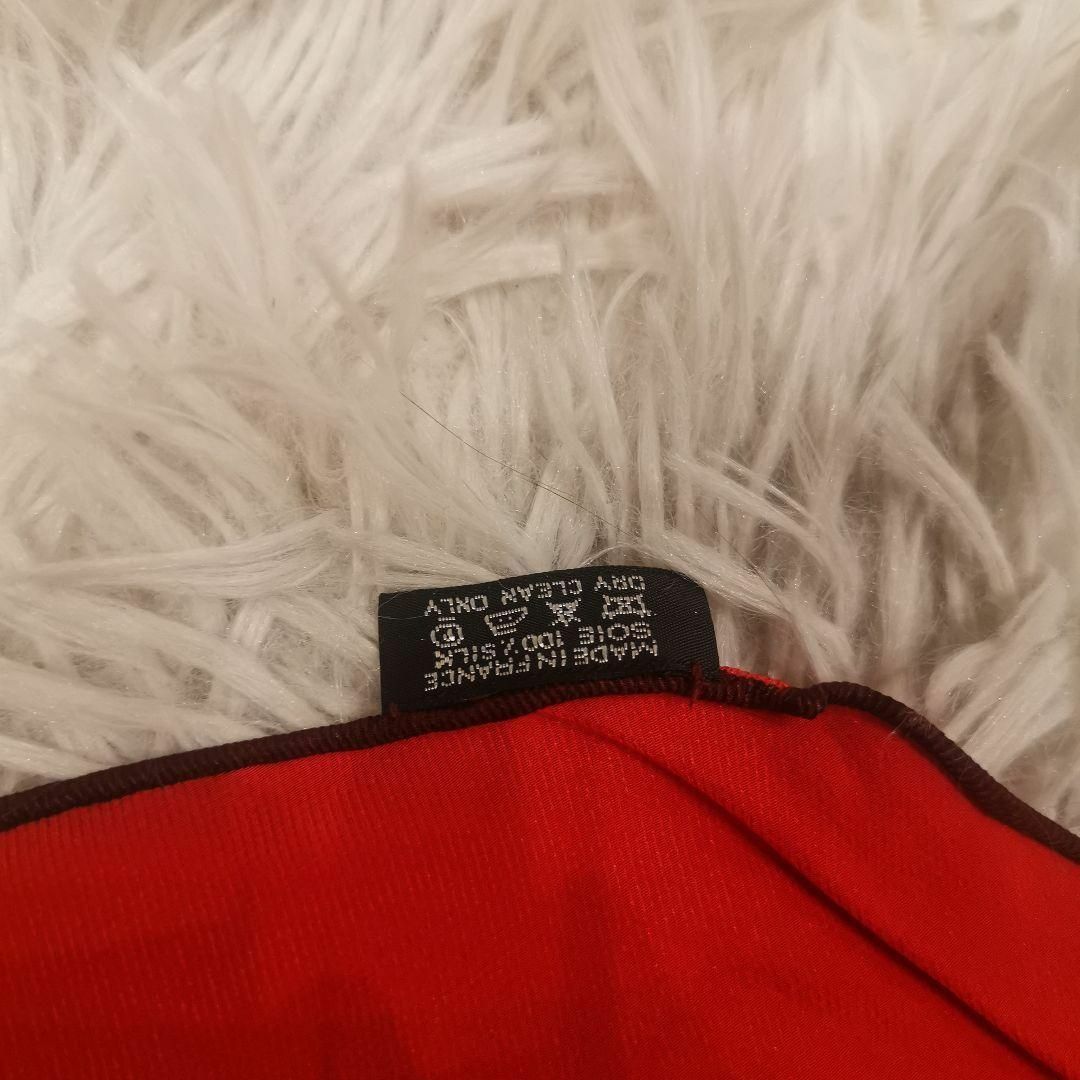 MADE IN FRANCE
SOIE 100% SILK
DRY CLEAN ONLY